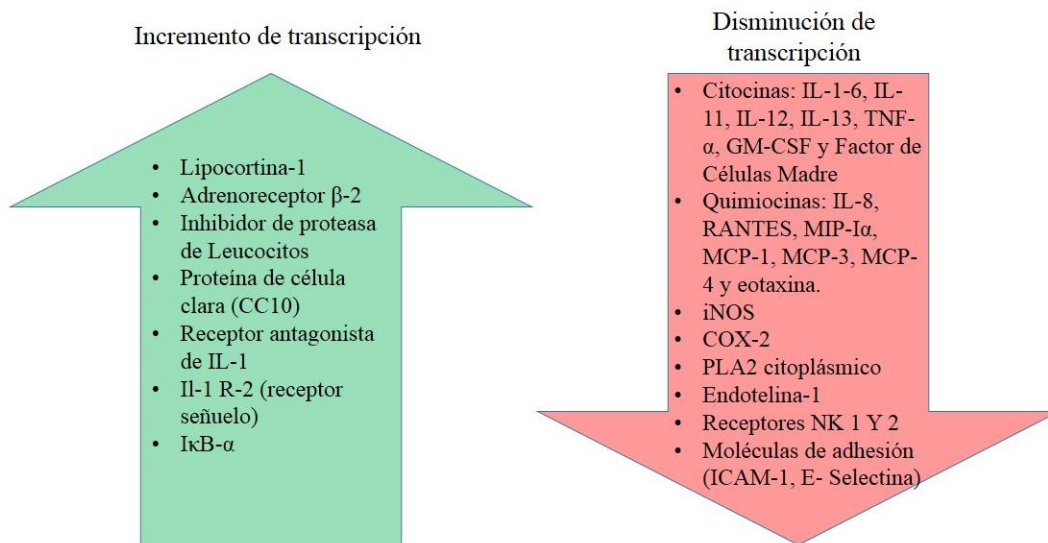 Incremento de transcripción
• Lipocortina-1
• Adrenoreceptor β-2
• Inhibidor de proteasa
de Leucocitos
• Proteína de célula
clara (CC10)
• Receptor antagonista
de IL-1
• Il-1 R-2 (receptor
señuelo)
• IκB-α
Disminución de
transcripción
• Citocinas: IL-1-6, IL-
11, IL-12, IL-13, TNF-
α, GM-CSF y Factor de
Células Madre
• Quimiocinas: IL-8,
RANTES, MIP-Iα,
MCP-1, MCP-3, MCP-
4 y eotaxina.
• iNOS
• COX-2
• PLA2 citoplásmico
• Endotelina-1
• Receptores NK 1 Y 2
• Moléculas de adhesión
(ICAM-1, E- Selectina)